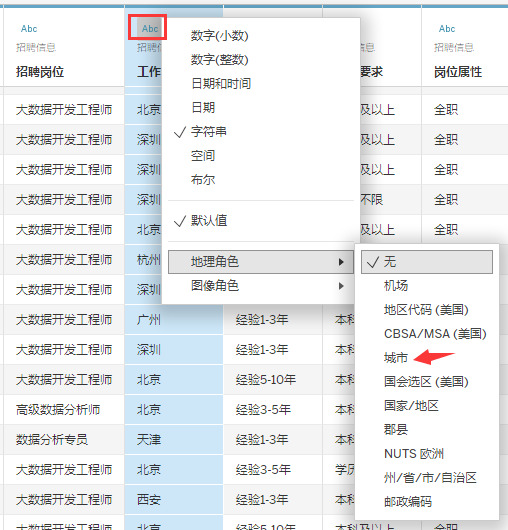 Abc Abc Abc
招聘信息 招聘信息 信息 招聘信息
招聘岗位 工作 要求 岗位属性
大数据开发工程师 北京 及以上 全职
大数据开发工程师 深圳 及以上 全职
大数据开发工程师 深圳 及以上 全职
大数据开发工程师 深圳 不限 全职
大数据开发工程师 北京 及以上 全职
大数据开发工程师 杭州
大数据开发工程师 深圳
大数据开发工程师 广州 经验1-3年 本科
大数据开发工程师 深圳 经验1-3年 本科
大数据开发工程师 北京 经验5-10年 本科
高级数据分析师 北京 经验3-5年 本科
数据分析专员 天津 经验1-3年 本科
大数据开发工程师 北京 经验3-5年 学历
大数据开发工程师 西安 经验1-3年 本科
大数据开发工程师 北京 经验5-10年 本科 全职
数字(小数)
数字(整数)
日期和时间
日期
字符串
空间
布尔
默认值
地理角色
图像角色
无
机场
地区代码 (美国)
CBSA/MSA (美国)
城市
国会选区 (美国)
国家/地区
郡县
NUTS 欧洲
州/省/市/自治区
邮政编码